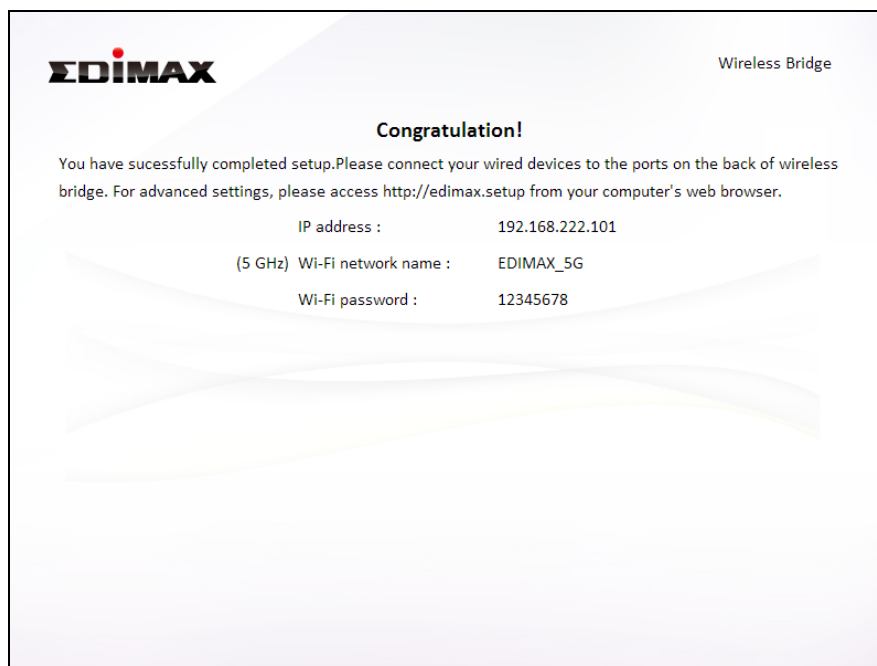 EDIMAX
Wireless Bridge
Congratulation!
You have sucessfully completed setup.Please connect your wired devices to the ports on the back of wireless
bridge. For advanced settings, please access http://edimax.setup from your computer's web browser.
IP address : 192.168.222.101
(5 GHz) Wi-Fi network name : EDIMAX_5G
Wi-Fi password : 12345678